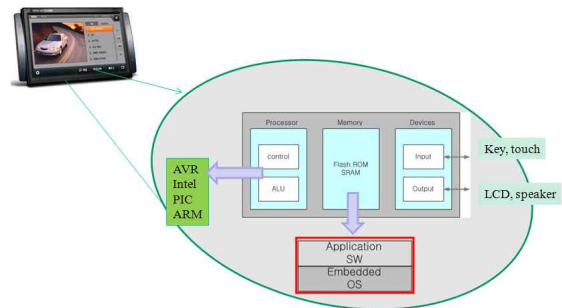 Processor
Memory
Devices
control
ALU
Flash ROM
SRAM
Input
Output
Key, touch
LCD, speaker
AVR
Intel
PIC
ARM
Application
SW
Embedded
OS